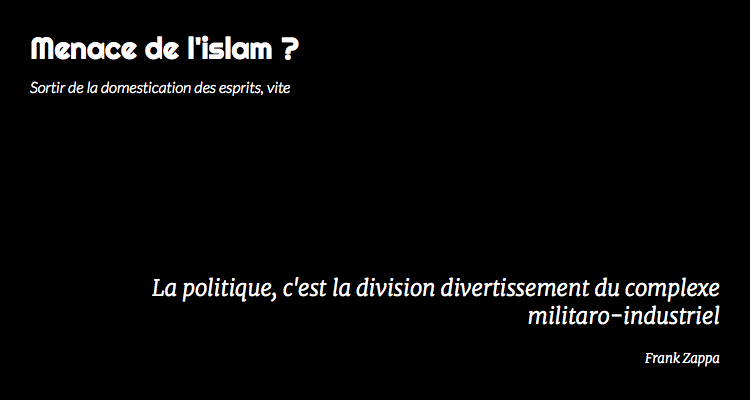 Menace de l'islam ?
Sortir de la domestication des esprits, vite
La politique, c'est la division divertissement du complexe
militaro-industriel
Frank Zappa